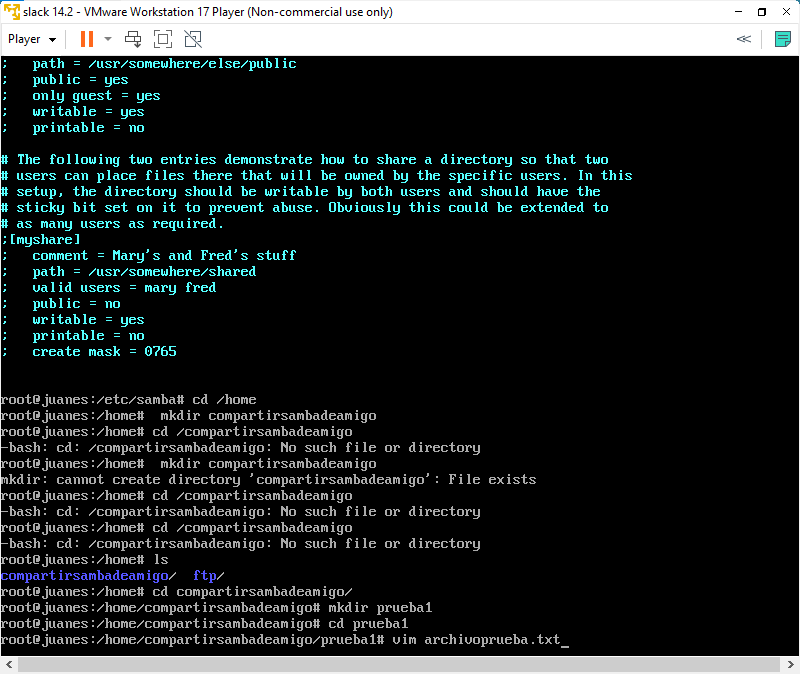 slack 14.2 - VMware Workstation 17 Player (Non-commercial use only)
Player
;   path = /usr/somewhere/else/public
;   public = yes
;   only guest = yes
;   writable = yes
;   printable = no
# The following two entries demonstrate how to share a directory so that two
# users can place files there that will be owned by the specific users. In this
# setup, the directory should be writable by both users and should have the
# sticky bit set on it to prevent abuse. Obviously this could be extended to
# as many users as required.
;[myshare]
;   comment = Mary's and Fred's stuff
;   path = /usr/somewhere/shared
;   valid users = mary fred
;   public = no
;   writable = yes
;   printable = no
;   create mask = 0765
root@juanes:/etc/samba# cd /home
root@juanes:/home#  mkdir compartirsambadeamigo
root@juanes:/home# cd /compartirsambadeamigo
-bash: cd: /compartirsambadeamigo: No such file or directory
root@juanes:/home#  mkdir compartirsambadeamigo
mkdir: cannot create directory 'compartirsambadeamigo': File exists
root@juanes:/home# cd /compartirsambadeamigo
-bash: cd: /compartirsambadeamigo: No such file or directory
root@juanes:/home# cd /compartirsambadeamigo
-bash: cd: /compartirsambadeamigo: No such file or directory
root@juanes:/home# ls
compartirsambadeamigo/  ftp/
root@juanes:/home# cd compartirsambadeamigo/
root@juanes:/home/compartirsambadeamigo# mkdir prueba1
root@juanes:/home/compartirsambadeamigo# cd prueba1
root@juanes:/home/compartirsambadeamigo/prueba1# vim archivoprueba.txt_